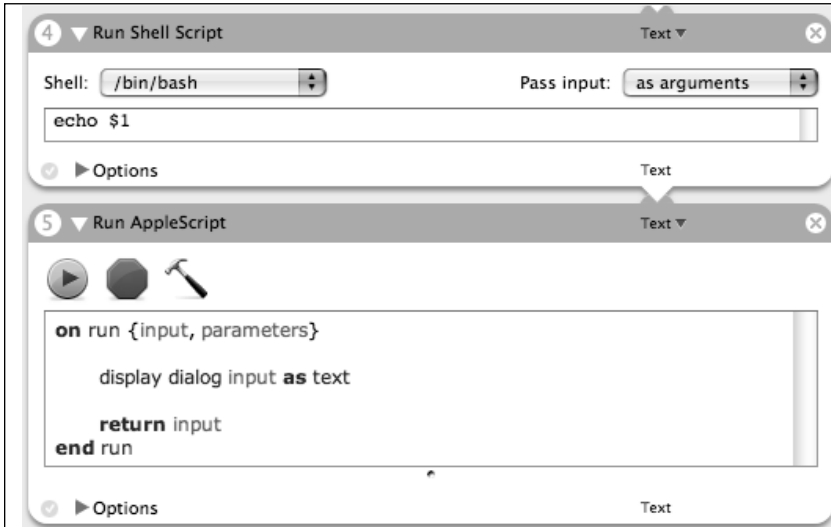 4 Run Shell Script Text
Shell: /bin/bash Pass input: as arguments
echo $1
Options Text
5 Run AppleScript Text
on run {input, parameters}
display dialog input as text
return input
end run
Options Text